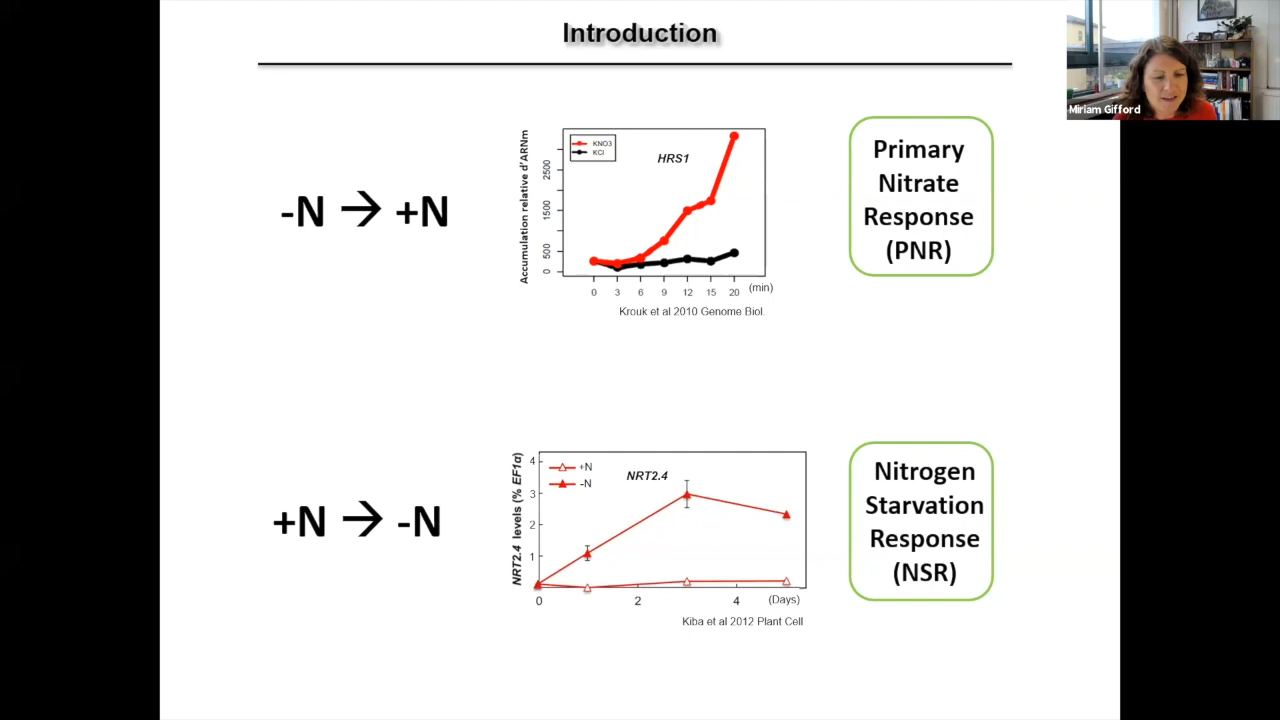 Introduction
Miriam Gifford
-N → +N
Accumulation relative d'ARNm
KNO3
KCl
HRS1
2500
1500
500
0
0 3 6 9 12 15 20 (min)
Krouk et al 2010 Genome Biol.
Primary
Nitrate
Response
(PNR)
+N → -N
NRT2.4 levels (% EF1α)
+N
-N
NRT2.4
4
3
2
1
0 2 4 (Days)
Kiba et al 2012 Plant Cell
Nitrogen
Starvation
Response
(NSR)